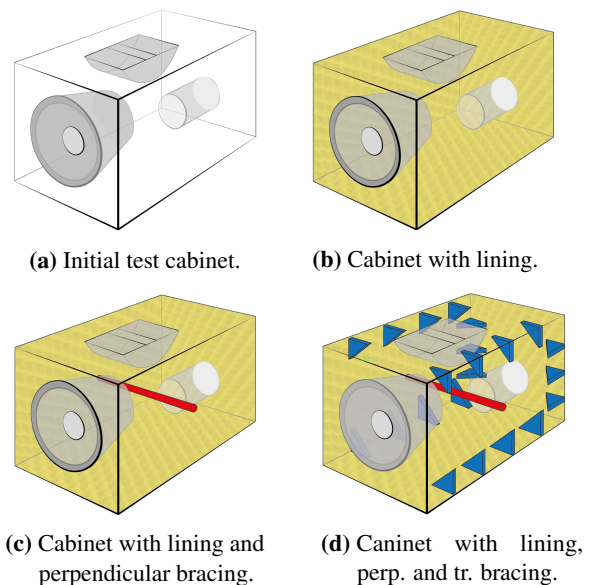 (a) Initial test cabinet.
(b) Cabinet with lining.
(c) Cabinet with lining and
perpendicular bracing.
(d) Caninet with lining,
perp. and tr. bracing.